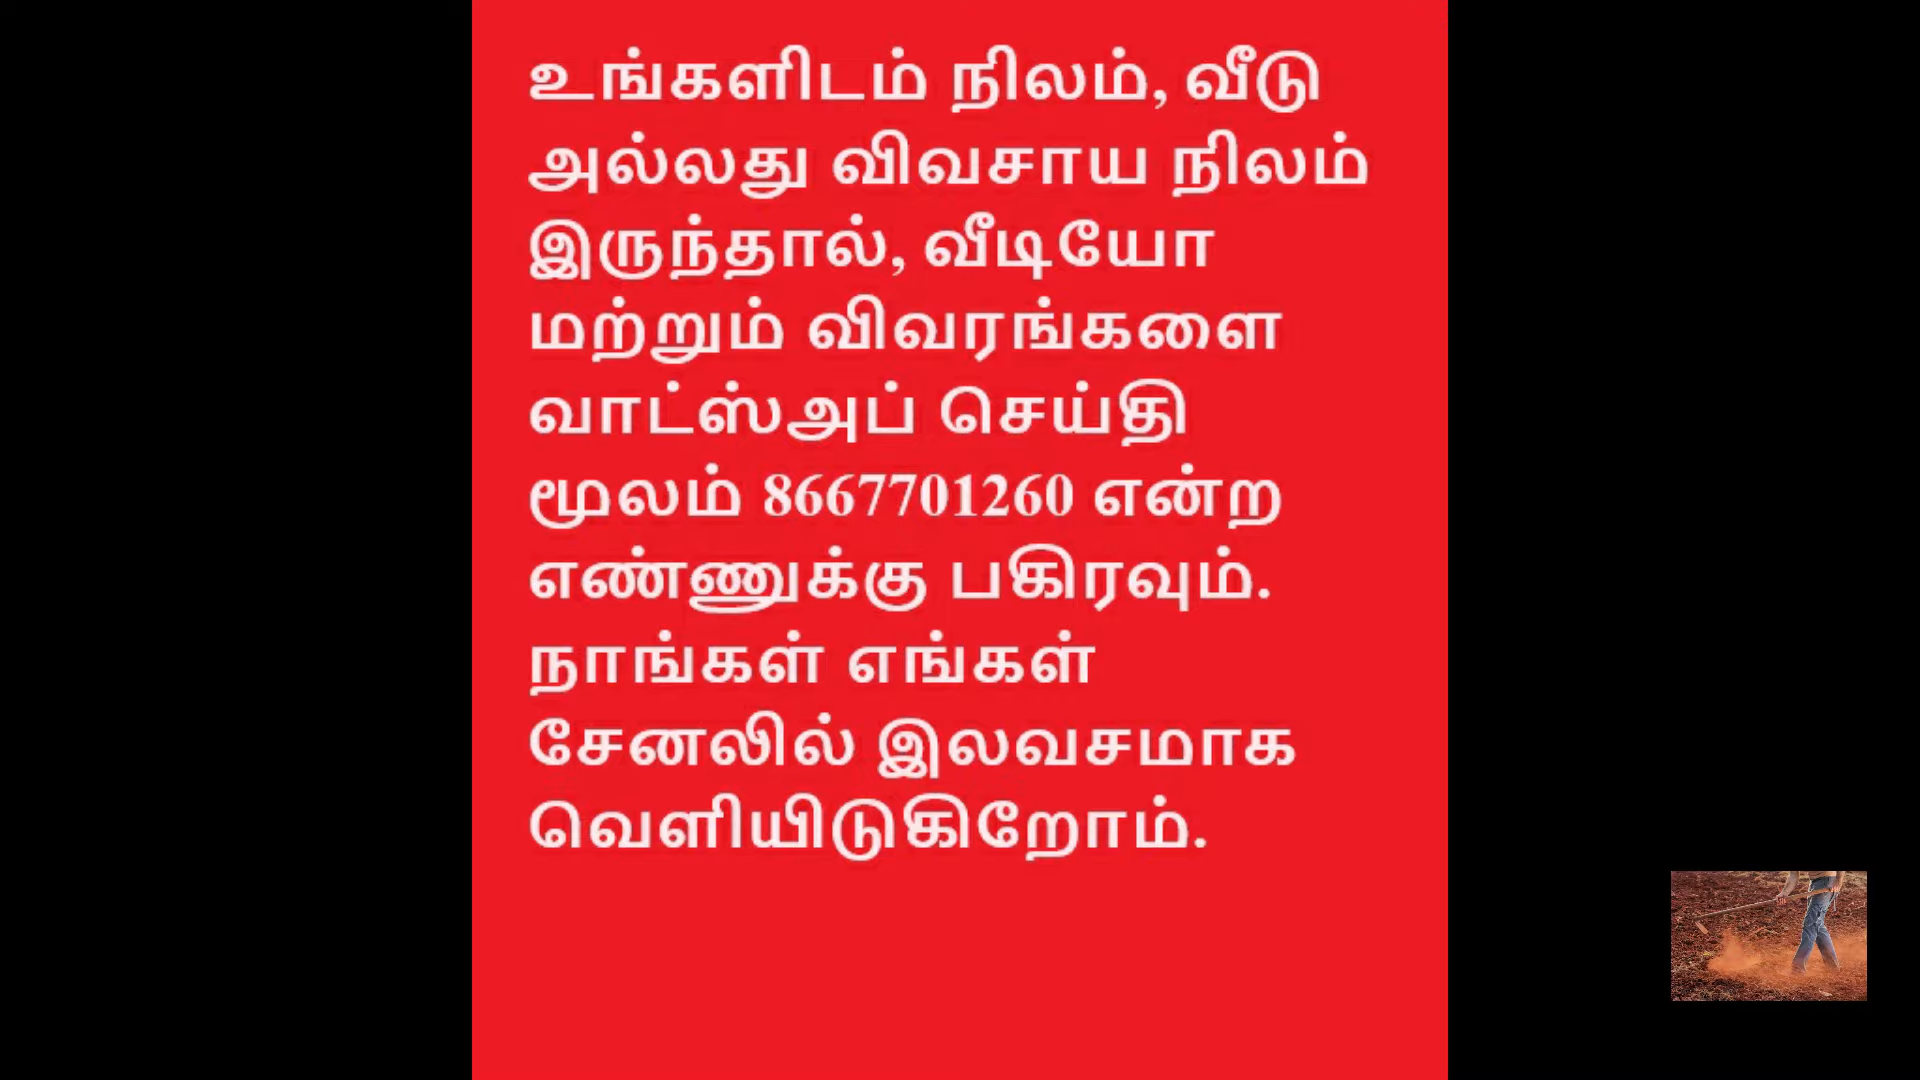 உங்களிடம் நிலம், வீடு
அல்லது விவசாய நிலம்
இருந்தால், வீடியோ
மற்றும் விவரங்களை
வாட்ஸ்அப் செய்தி
மூலம் 8667701260 என்ற
எண்ணுக்கு பகிரவும்.
நாங்கள் எங்கள்
சேனலில் இலவசமாக
வெளியிடுகிறோம்.